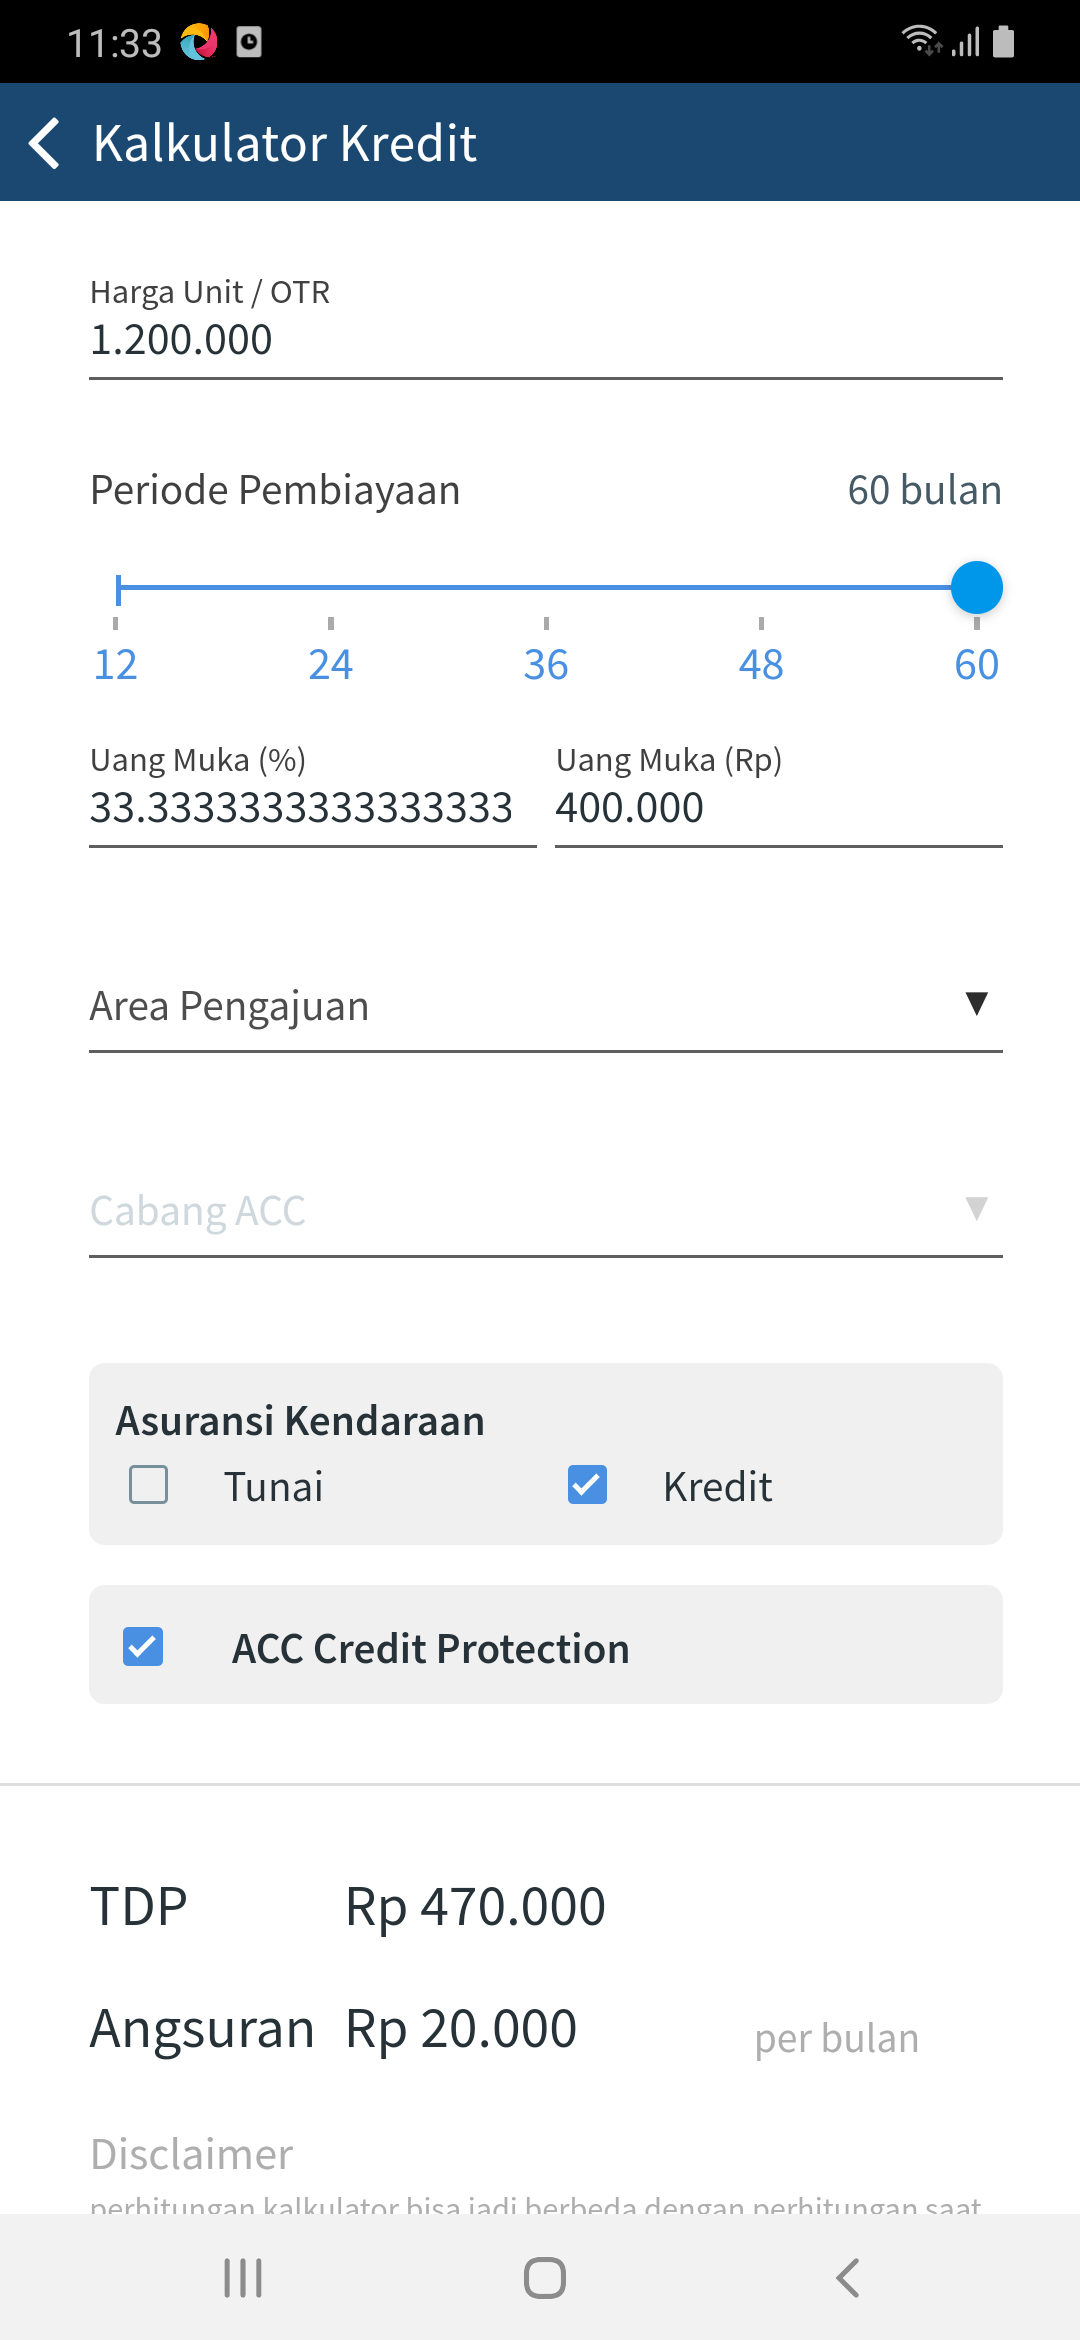 11:33
Kalkulator Kredit
Harga Unit / OTR
1.200.000
Periode Pembiayaan 60 bulan
12 24 36 48 60
Uang Muka (%) Uang Muka (Rp)
33.3333333333333333 400.000
Area Pengajuan
Cabang ACC
Asuransi Kendaraan
Tunai Kredit
ACC Credit Protection
TDP Rp 470.000
Angsuran Rp 20.000 per bulan
Disclaimer
perhitungan kalkulator bisa jadi berbeda dengan perhitungan saat